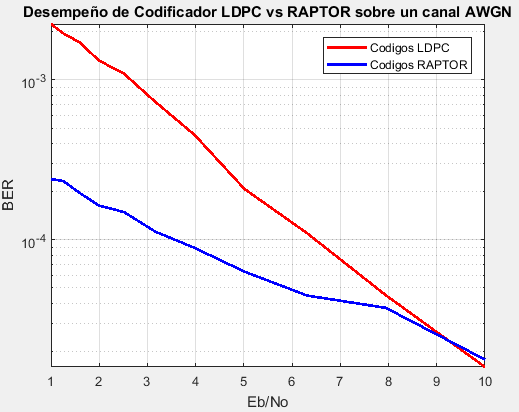 Desempeño de Codificador LDPC vs RAPTOR sobre un canal AWGN
Codigos LDPC
Codigos RAPTOR
10⁻³
10⁻⁴
BER
1 2 3 4 5 6 7 8 9 10
Eb/No